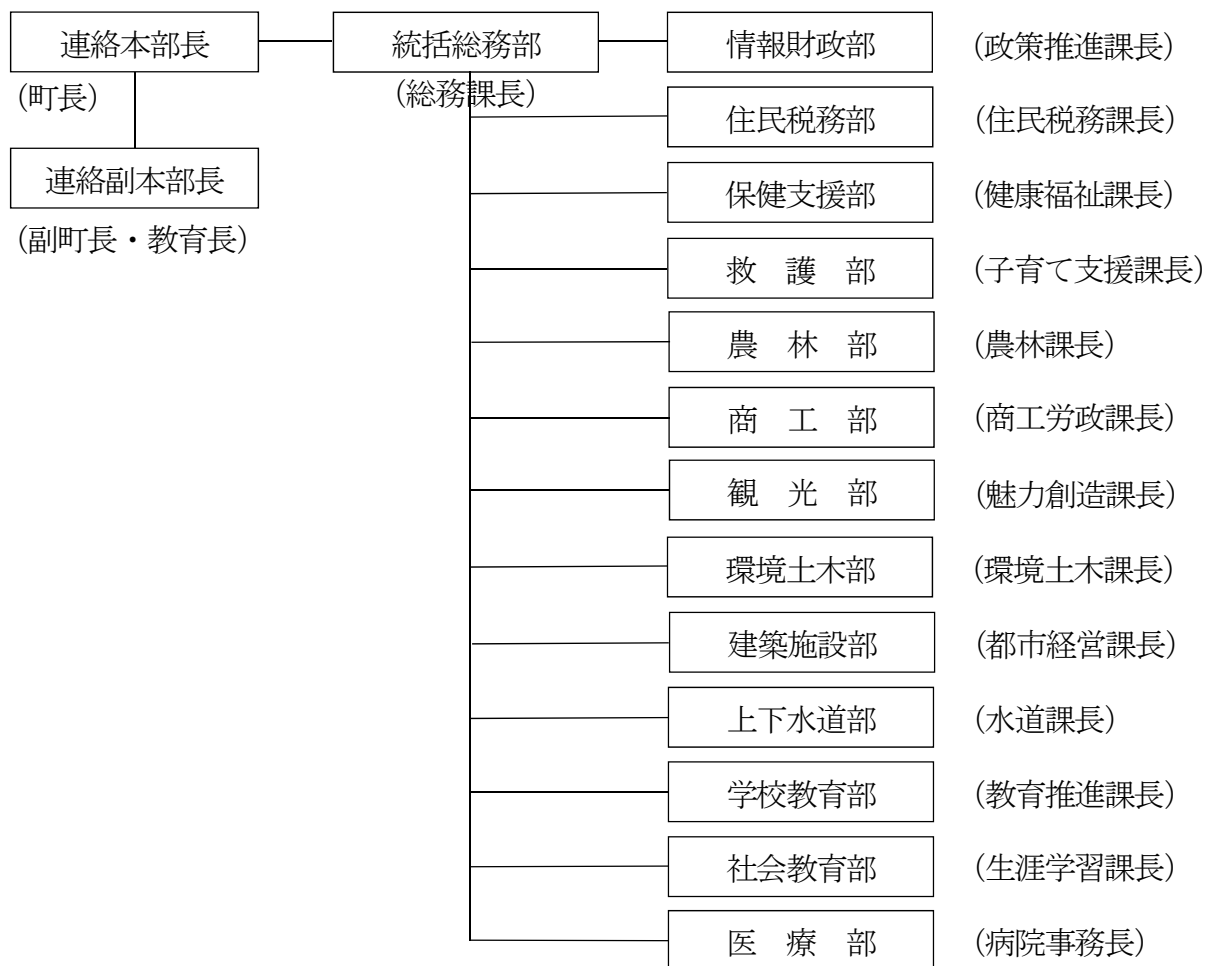 連絡本部長 統括総務部 情報財政部 (政策推進課長)
(町長) (総務課長)
住民税務部 (住民税務課長)
連絡副本部長 保健支援部 (健康福祉課長)
(副町長・教育長)
救 護 部 (子育て支援課長)
農 林 部 (農林課長)
商 工 部 (商工労政課長)
観 光 部 (魅力創造課長)
環境土木部 (環境土木課長)
建築施設部 (都市経営課長)
上下水道部 (水道課長)
学校教育部 (教育推進課長)
社会教育部 (生涯学習課長)
医 療 部 (病院事務長)